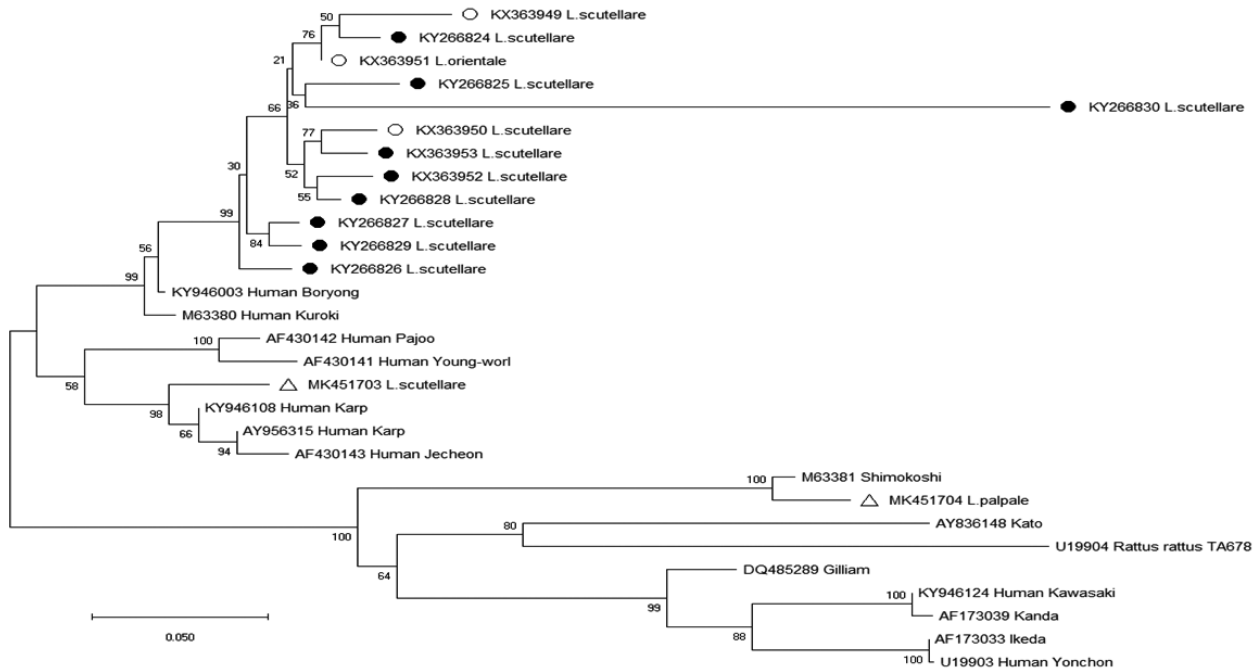 50
KX363949 L.scutellare
76
KY266824 L.scutellare
21
KX363951 L.orientale
KY266825 L.scutellare
36
KY266830 L.scutellare
66
77
KX363950 L.scutellare
KX363953 L.scutellare
30
52
KX363952 L.scutellare
55
KY266828 L.scutellare
99
KY266827 L.scutellare
84
KY266829 L.scutellare
56
KY266826 L.scutellare
99
KY946003 Human Boryong
M63380 Human Kuroki
100
AF430142 Human Pajoo
AF430141 Human Young-worl
58
MK451703 L.scutellare
98
KY946108 Human Karp
66
AY956315 Human Karp
94
AF430143 Human Jecheon
100
M63381 Shimokoshi
MK451704 L.palpale
80
AY836148 Kato
100
U19904 Rattus rattus TA678
64
DQ485289 Gilliam
99
100
KY946124 Human Kawasaki
AF173039 Kanda
88
AF173033 Ikeda
100
U19903 Human Yonchon
0.050